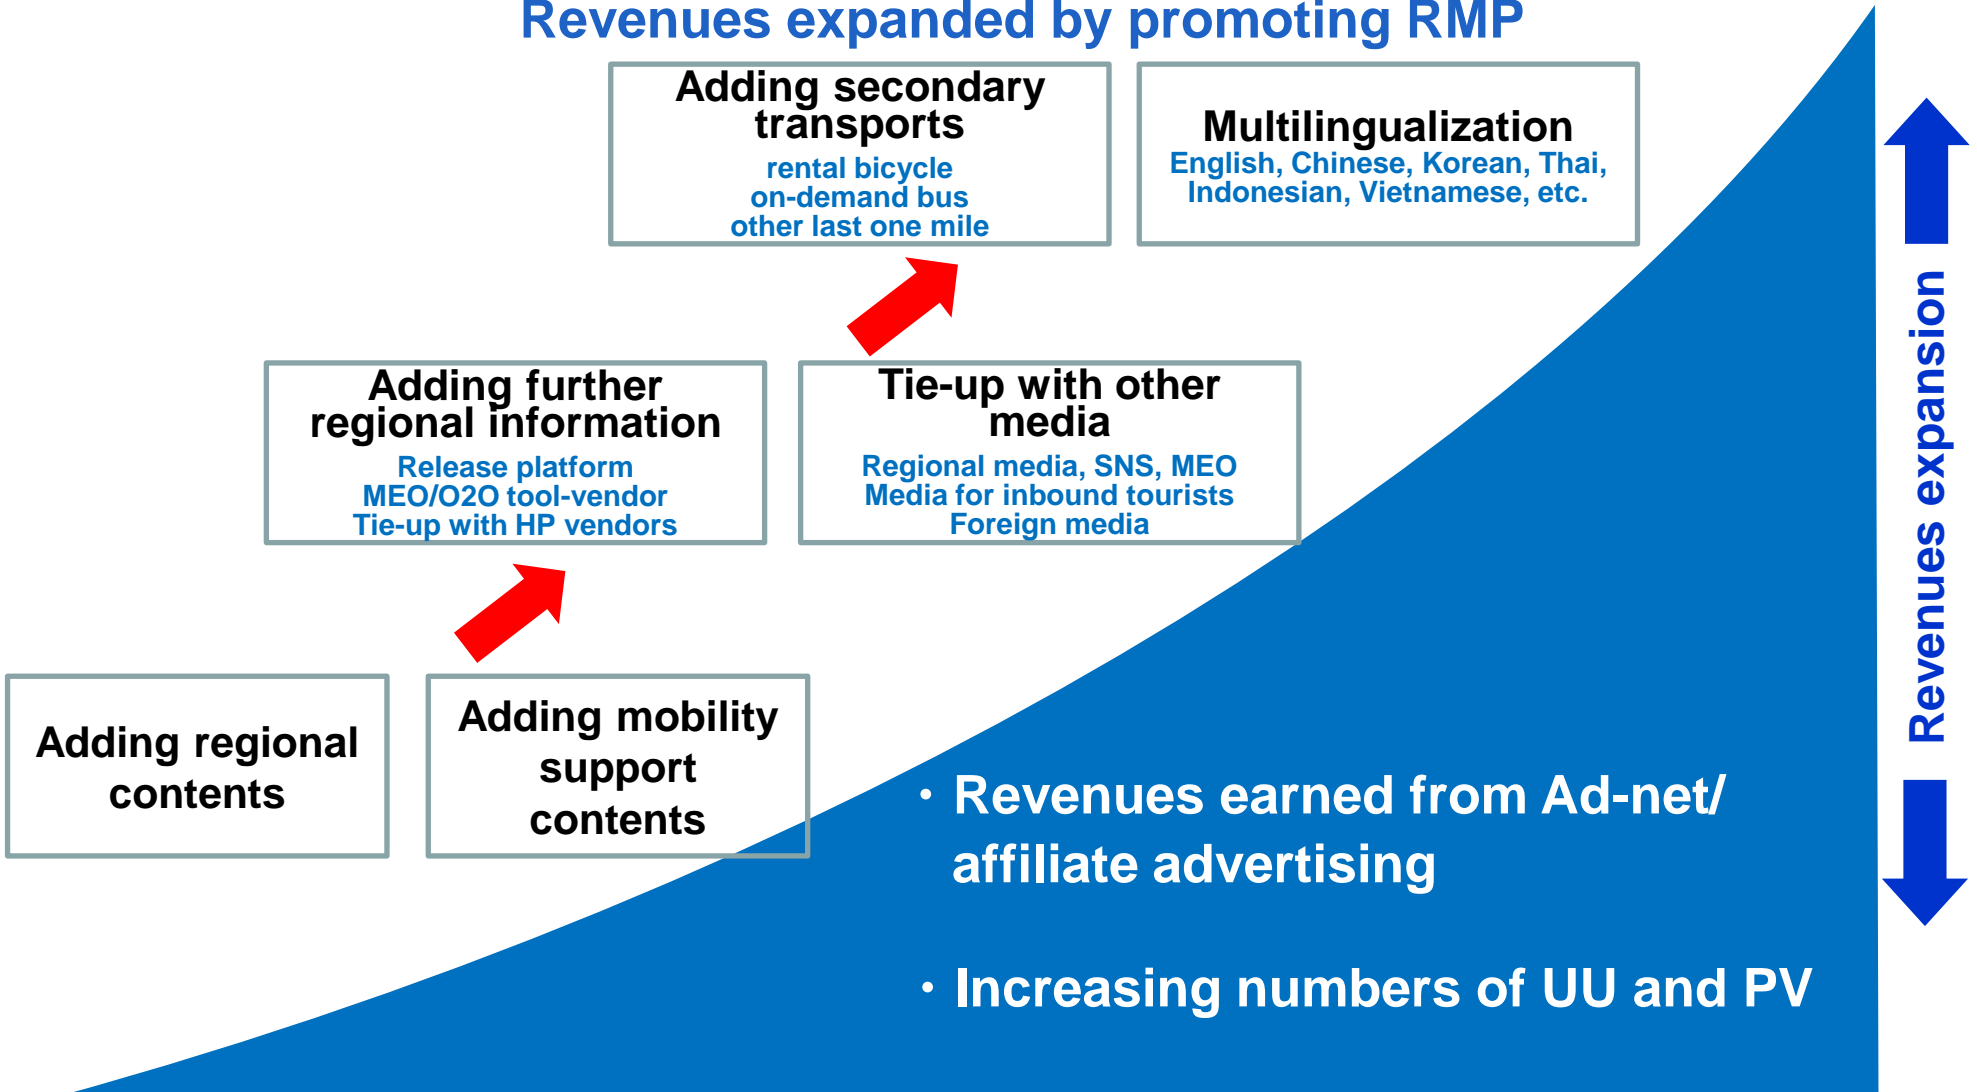 Revenues expanded by promoting RMP
Adding secondary
transports
rental bicycle
on-demand bus
other last one mile
Multilingualization
English, Chinese, Korean, Thai,
Indonesian, Vietnamese, etc.
Adding further
regional information
Release platform
MEO/O2O tool-vendor
Tie-up with HP vendors
Tie-up with other
media
Regional media, SNS, MEO
Media for inbound tourists
Foreign media
Adding regional
contents
Adding mobility
support
contents
・Revenues earned from Ad-net/
affiliate advertising
・Increasing numbers of UU and PV
Revenues expansion